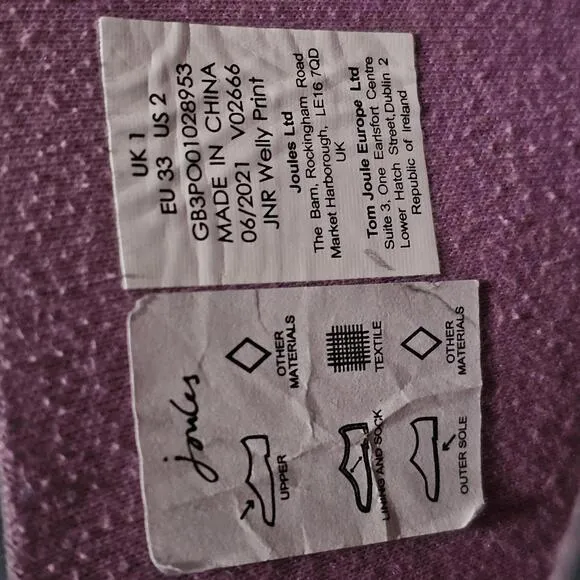 UK 1
EU 33 US 2
GB3PO01028953
MADE IN CHINA
06/2021 V02666
JNR Welly Print
Joules Ltd
The Barn, Rockingham Road
Market Harborough, LE16 7QD
UK
Tom Joule Europe Ltd
Suite 3, One Earlsfort Centre
Lower Hatch Street, Dublin 2
Republic of Ireland
Joules
UPPER
OTHER
MATERIALS
LINING AND SOCK
TEXTILE
OUTER SOLE
OTHER
MATERIALS